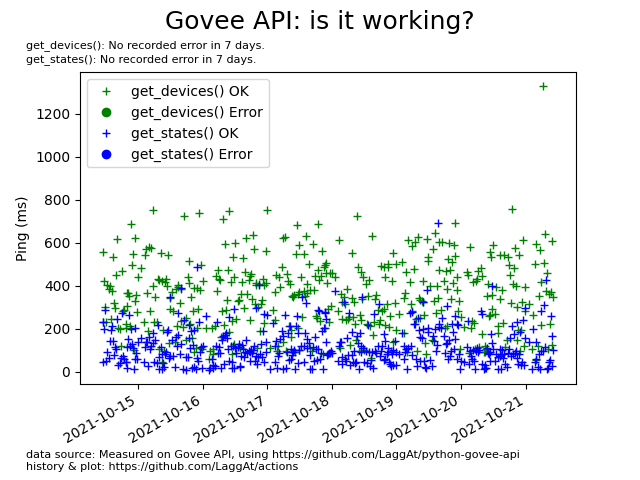 Govee API: is it working?
get_devices(): No recorded error in 7 days.
get_states(): No recorded error in 7 days.
get_devices() OK
get_devices() Error
get_states() OK
get_states() Error
Ping (ms)
1200
1000
800
600
400
200
0
2021-10-15
2021-10-16
2021-10-17
2021-10-18
2021-10-19
2021-10-20
2021-10-21
data source: Measured on Govee API, using https://github.com/LaggAt/python-govee-api
history & plot: https://github.com/LaggAt/actions